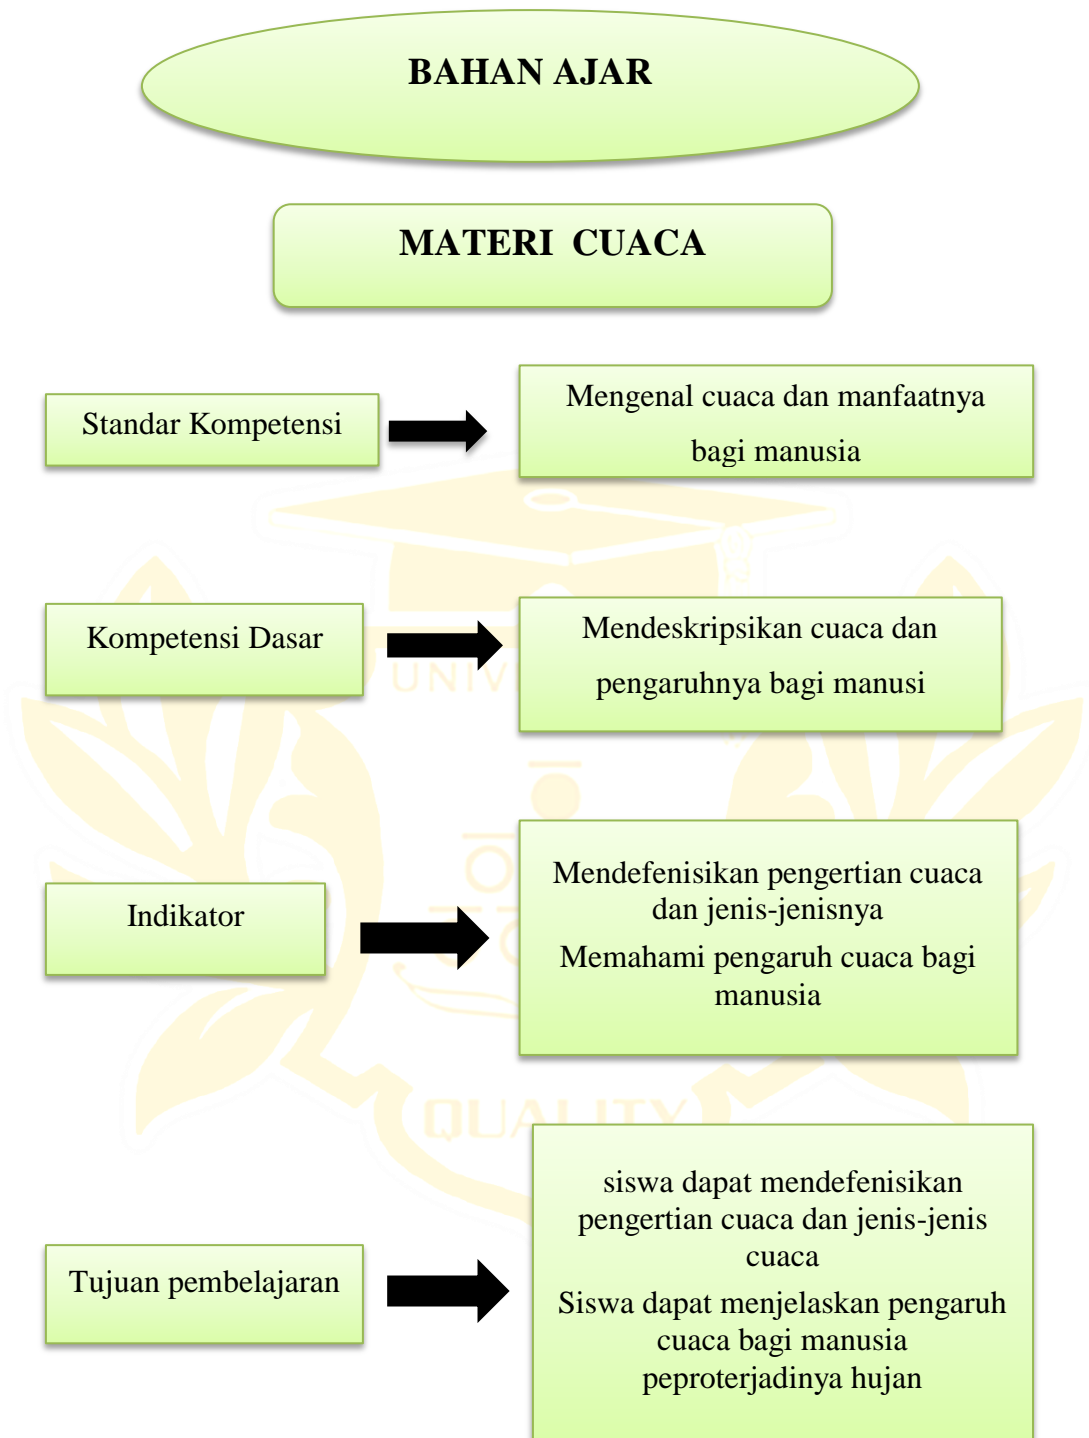 BAHAN AJAR
MATERI CUACA
Standar Kompetensi
Mengenal cuaca dan manfaatnya
bagi manusia
Kompetensi Dasar
Mendeskripsikan cuaca dan
pengaruhnya bagi manusi
UNIV
Indikator
Mendefenisikan pengertian cuaca
dan jenis-jenisnya
Memahami pengaruh cuaca bagi
manusia
QUALITY
Tujuan pembelajaran
siswa dapat mendefenisikan
pengertian cuaca dan jenis-jenis
cuaca
Siswa dapat menjelaskan pengaruh
cuaca bagi manusia
peproterjadinya hujan